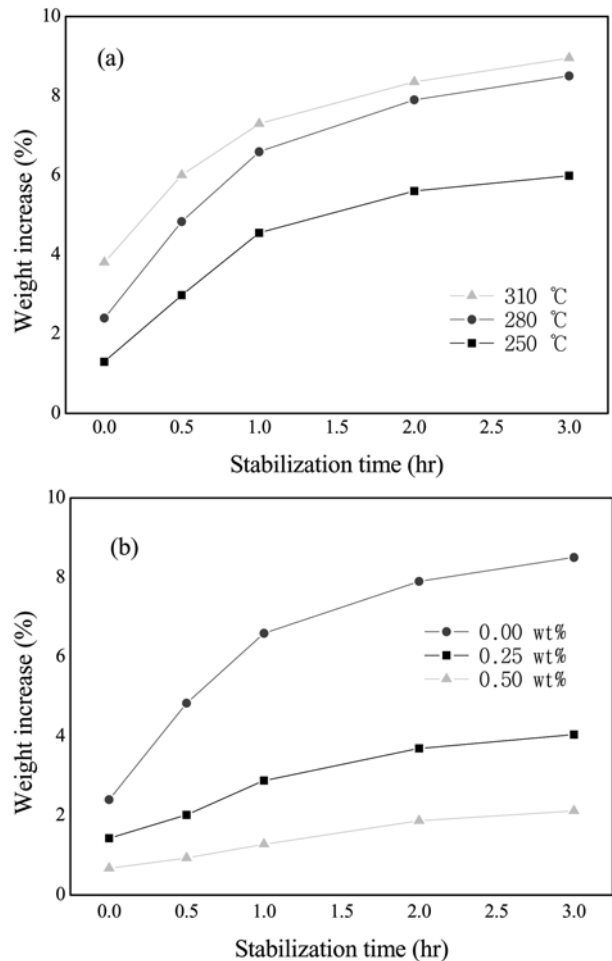 (a)
Weight increase (%)
10
8
6
4
2
0
310 ℃
280 ℃
250 ℃
0.0 0.5 1.0 1.5 2.0 2.5 3.0
Stabilization time (hr)
(b)
Weight increase (%)
10
8
6
4
2
0
0.00 wt%
0.25 wt%
0.50 wt%
0.0 0.5 1.0 1.5 2.0 2.5 3.0
Stabilization time (hr)